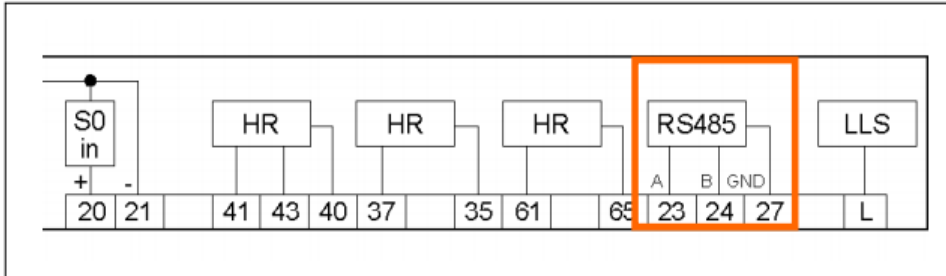 S0 in HR HR HR RS485 LLS
+ - A B GND
20 21 41 43 40 37 35 61 65 23 24 27 L